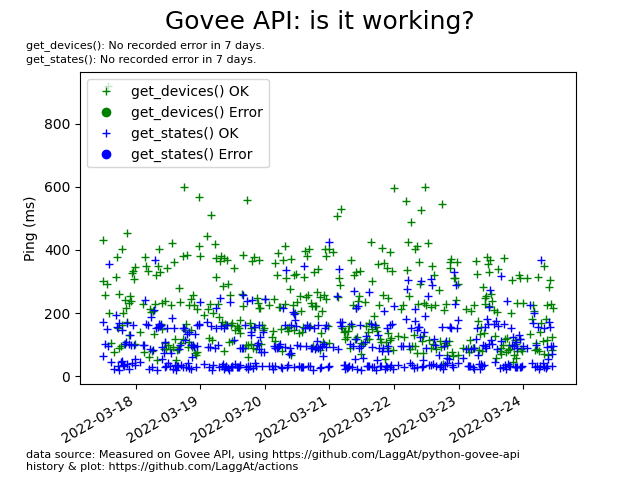 Govee API: is it working?
get_devices(): No recorded error in 7 days.
get_states(): No recorded error in 7 days.
get_devices() OK
get_devices() Error
get_states() OK
get_states() Error
Ping (ms)
800
600
400
200
0
2022-03-18
2022-03-19
2022-03-20
2022-03-21
2022-03-22
2022-03-23
2022-03-24
data source: Measured on Govee API, using https://github.com/LaggAt/python-govee-api
history & plot: https://github.com/LaggAt/actions